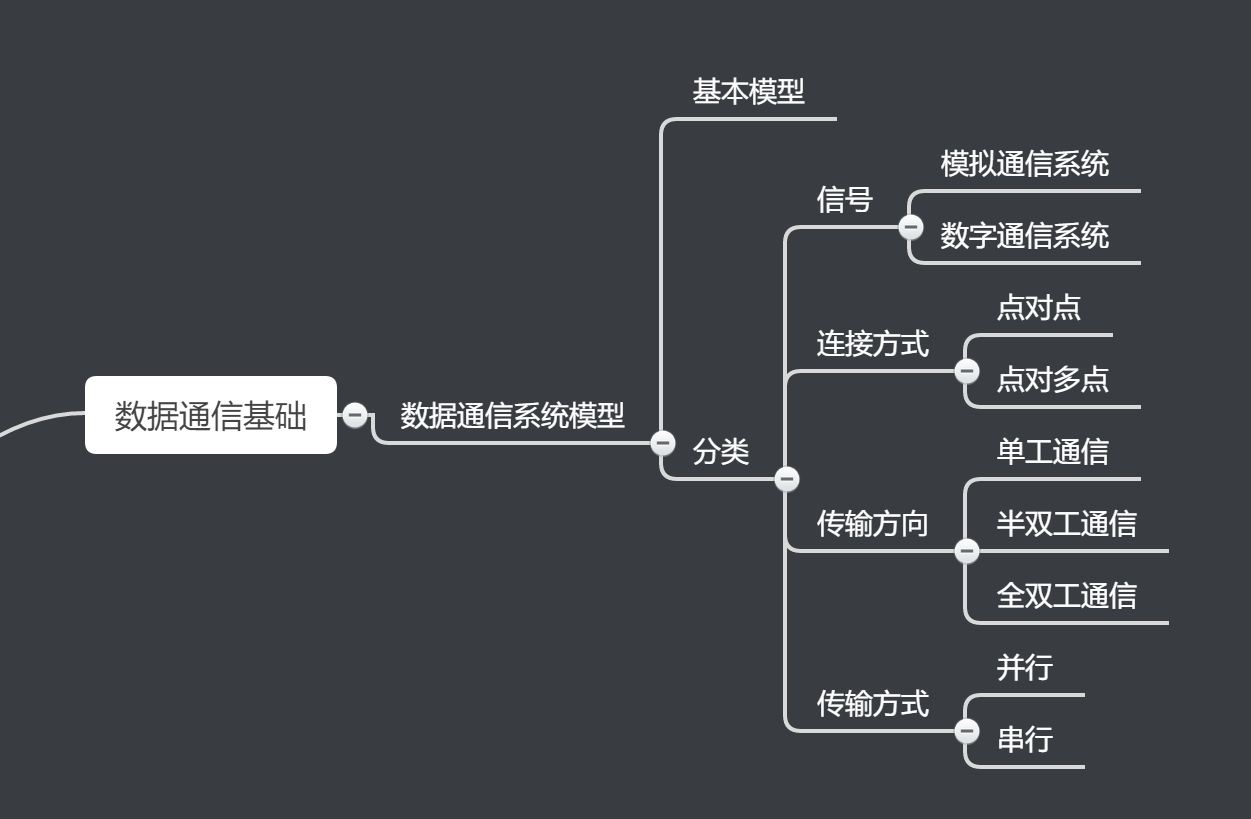 基本模型
模拟通信系统
信号
数字通信系统
点对点
连接方式
点对多点
数据通信基础
数据通信系统模型
分类
单工通信
传输方向
半双工通信
全双工通信
并行
传输方式
串行